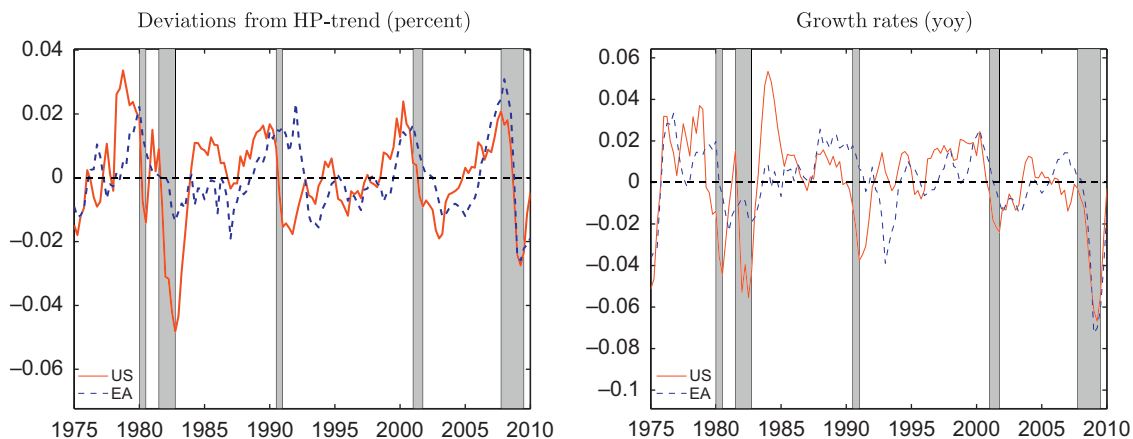 Deviations from HP-trend (percent)
0.04
0.02
0
−0.02
−0.04
−0.06
US
EA
1975 1980 1985 1990 1995 2000 2005 2010
Growth rates (yoy)
0.06
0.04
0.02
0
−0.02
−0.04
−0.06
−0.08
−0.1
US
EA
1975 1980 1985 1990 1995 2000 2005 2010